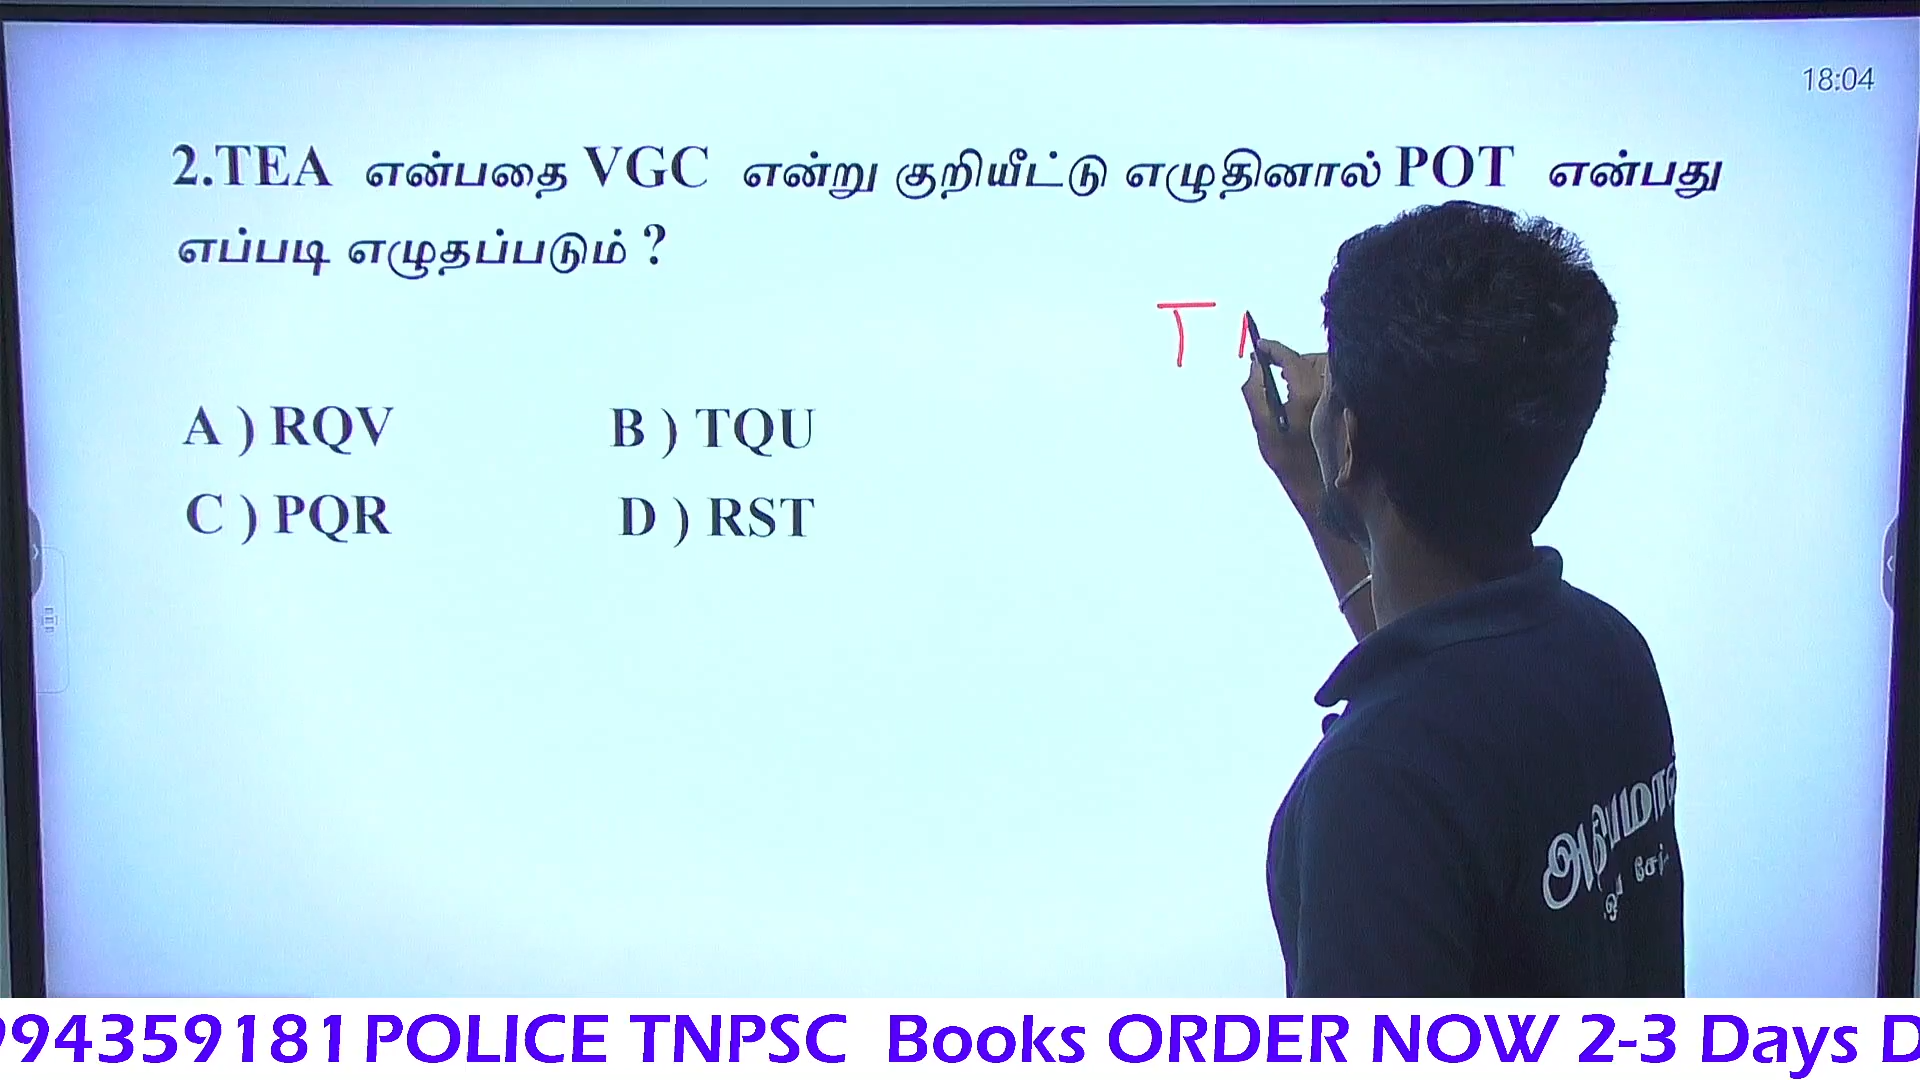 18:04
2.TEA என்பதை VGC என்று குறியீட்டு எழுதினால் POT என்பது
எப்படி எழுதப்படும் ?
T
A ) RQV B ) TQU
C ) PQR D ) RST
994359181 POLICE TNPSC Books ORDER NOW 2-3 Days D